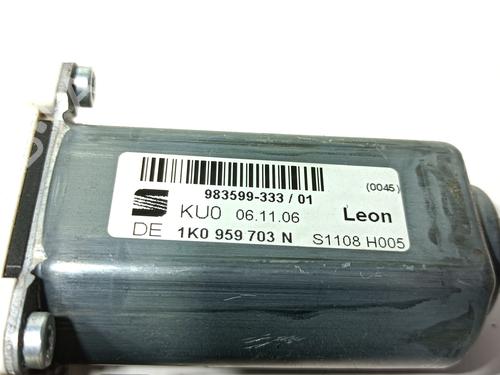 (0045)
983599-333 / 01
KU0 06.11.06 Leon
DE 1K0 959 703 N S1108 H005